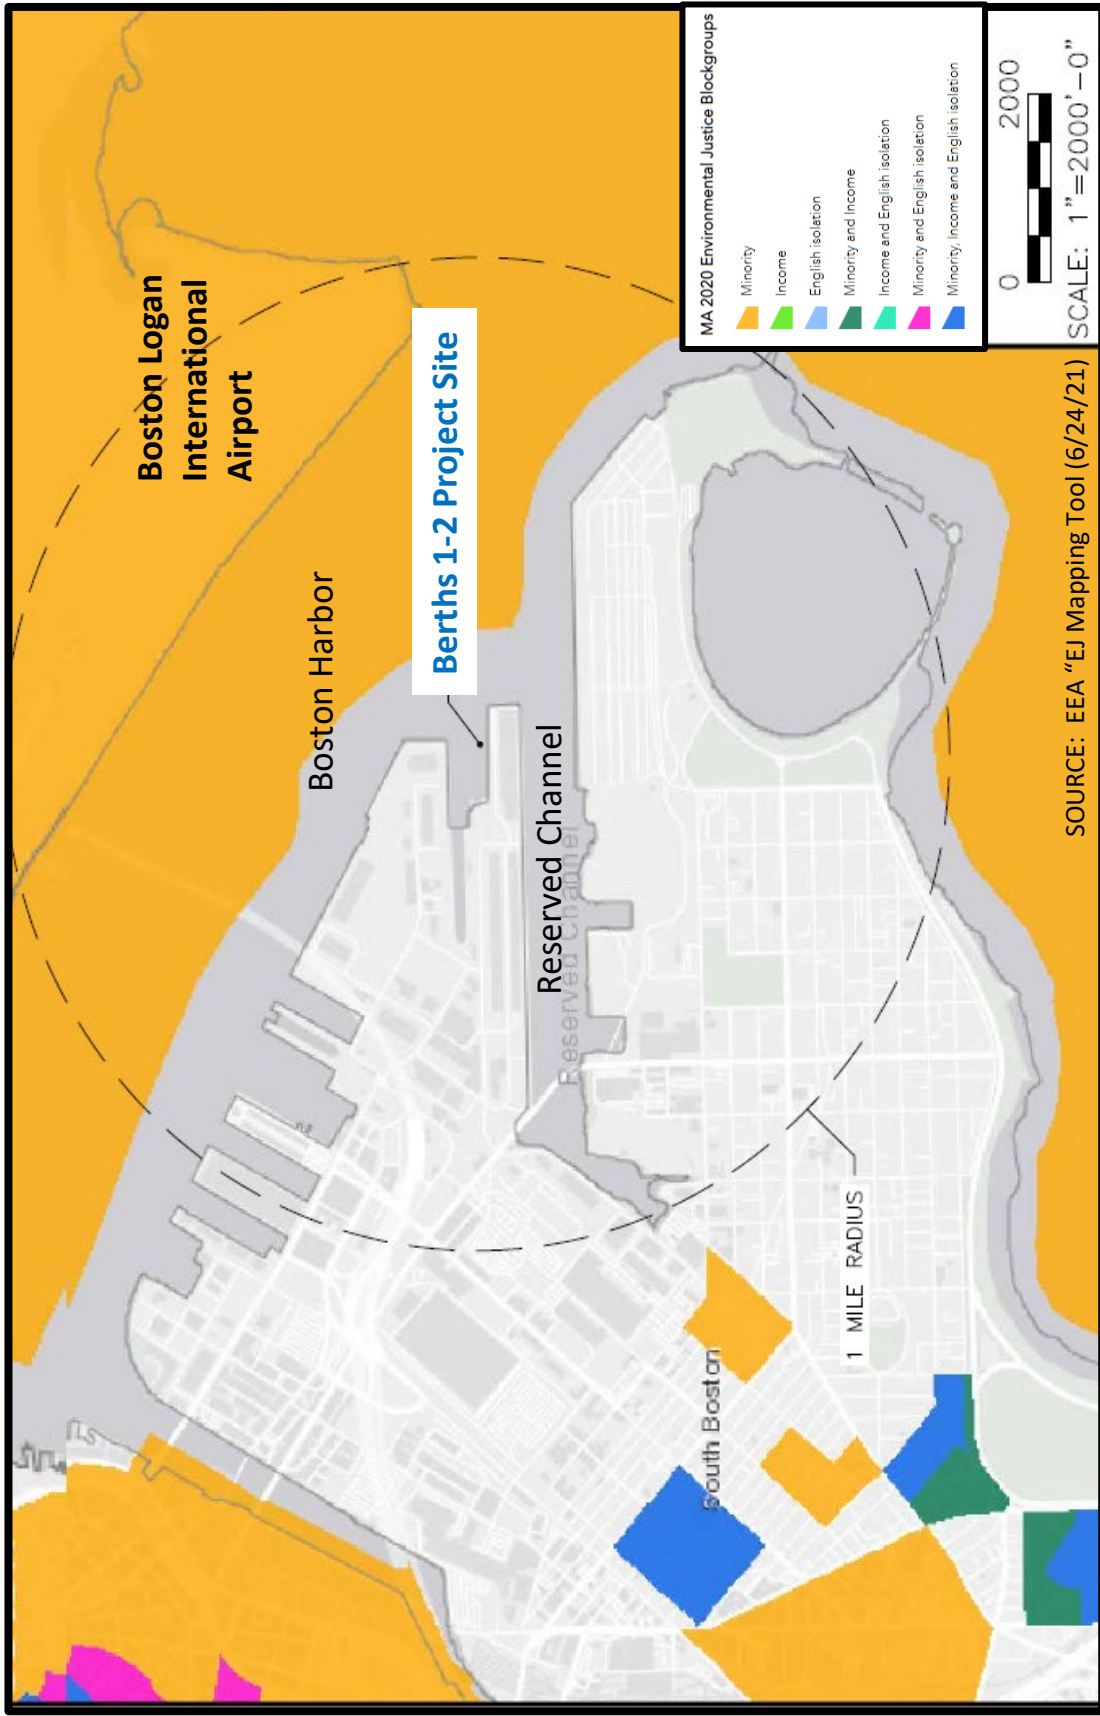 Boston Logan
International
Airport
Boston Harbor
Berths 1-2 Project Site
Reserved Channel
Reserved Channel
South Boston
1 MILE RADIUS
MA 2020 Environmental Justice Blockgroups
Minority
Income
English isolation
Minority and Income
Income and English isolation
Minority and English isolation
Minority, Income and English isolation
0 2000
SCALE: 1"=2000'-0"
SOURCE: EEA "EJ Mapping Tool (6/24/21)